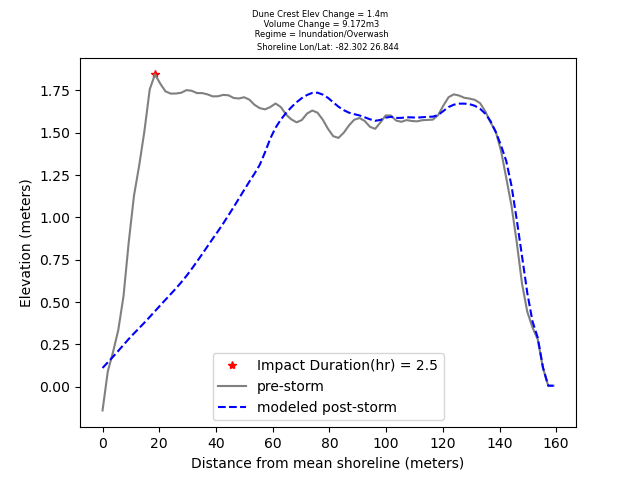 Dune Crest Elev Change = 1.4m
Volume Change = 9.172m3
Regime = Inundation/Overwash
Shoreline Lon/Lat: -82.302 26.844
1.75
1.50
1.25
1.00
0.75
0.50
0.25
0.00
Elevation (meters)
Impact Duration(hr) = 2.5
pre-storm
modeled post-storm
0 20 40 60 80 100 120 140 160
Distance from mean shoreline (meters)